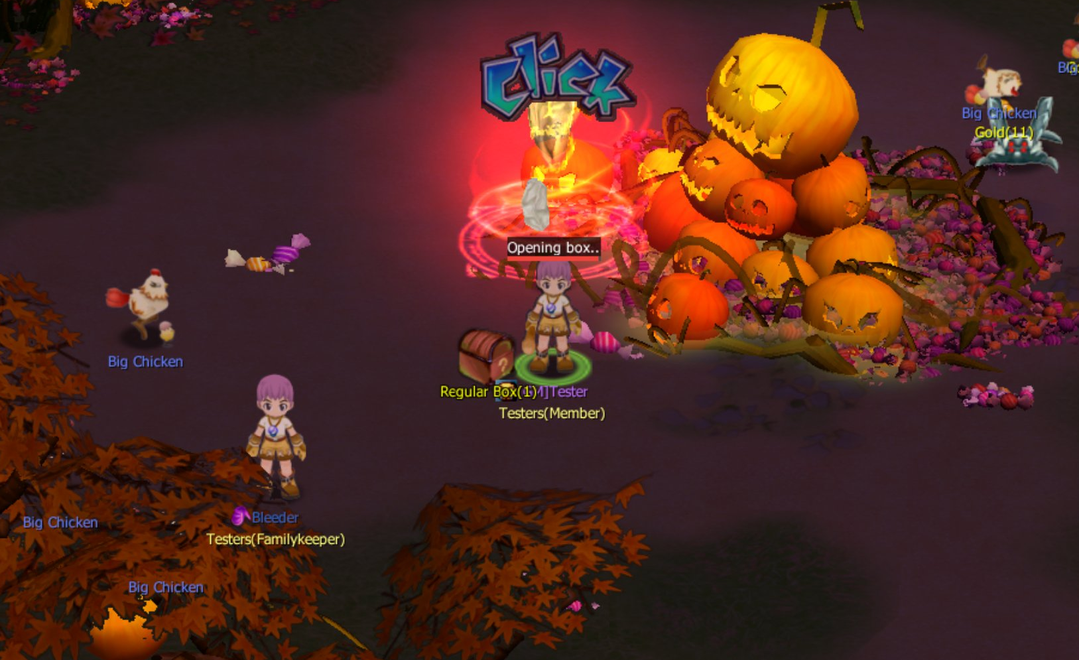 Click
Big
Big Chicken
Gold(11)
Opening box..
Big Chicken
Regular Box(1)
]Tester
Testers(Member)
Big Chicken
Bleeder
Testers(Familykeeper)
Big Chicken